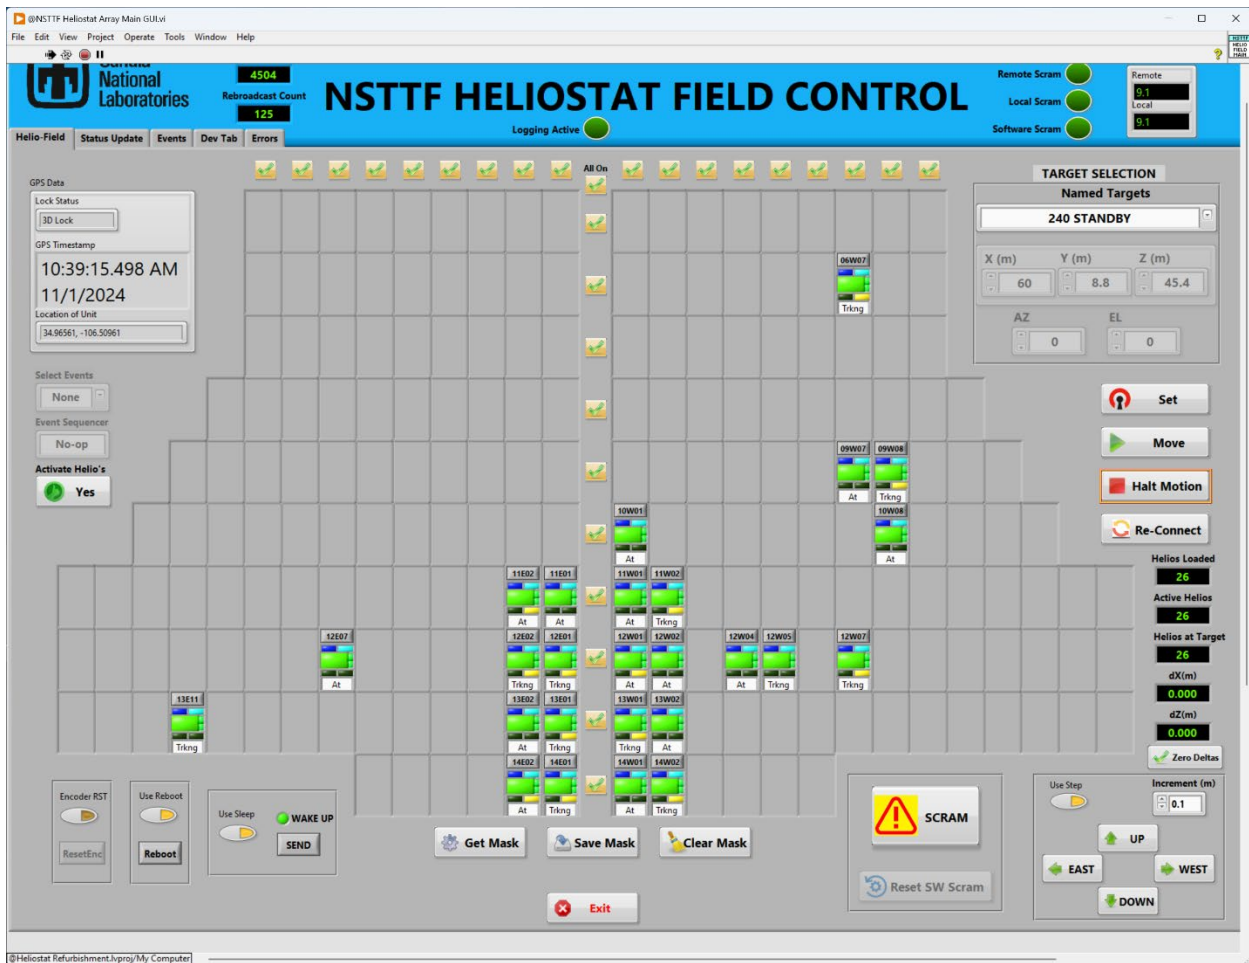 @NSTTF Heliostat Array Main GUI.vi
File Edit View Project Operate Tools Window Help
NSTTF
HELIO
FIELD
MAIN
National
Laboratories
4504
Rebroadcast Count
125
NSTTF HELIOSTAT FIELD CONTROL
Logging Active
Remote Scram
Local Scram
Software Scram
Remote
9.1
Local
9.1
Helio-Field Status Update Events Dev Tab Errors
All On
GPS Data
Lock Status
3D Lock
GPS Timestamp
10:39:15.498 AM
11/1/2024
Location of Unit
34.96561, -106.50961
Select Events
None
Event Sequencer
No-op
Activate Helio's
Yes
06W07
Trkng
09W07 09W08
At Trkng
10W01 10W08
At At
11E02 11E01 11W01 11W02
At At At Trkng
12E07 12E02 12E01 12W01 12W02 12W04 12W05 12W07
At Trkng Trkng At At At Trkng Trkng
13E11 13E02 13E01 13W01 13W02
Trkng At Trkng Trkng At
14E02 14E01 14W01 14W02
At Trkng At Trkng
TARGET SELECTION
Named Targets
240 STANDBY
X (m) Y (m) Z (m)
60 8.8 45.4
AZ EL
0 0
Set
Move
Halt Motion
Re-Connect
Helios Loaded
26
Active Helios
26
Helios at Target
26
dX(m)
0.000
dZ(m)
0.000
Zero Deltas
Encoder RST
ResetEnc
Use Reboot
Reboot
Use Sleep
WAKE UP
SEND
Get Mask Save Mask Clear Mask
Exit
SCRAM
Reset SW Scram
Use Step
Increment (m)
0.1
UP
EAST WEST
DOWN
@Heliostat Refurbishment.lvproj/My Computer